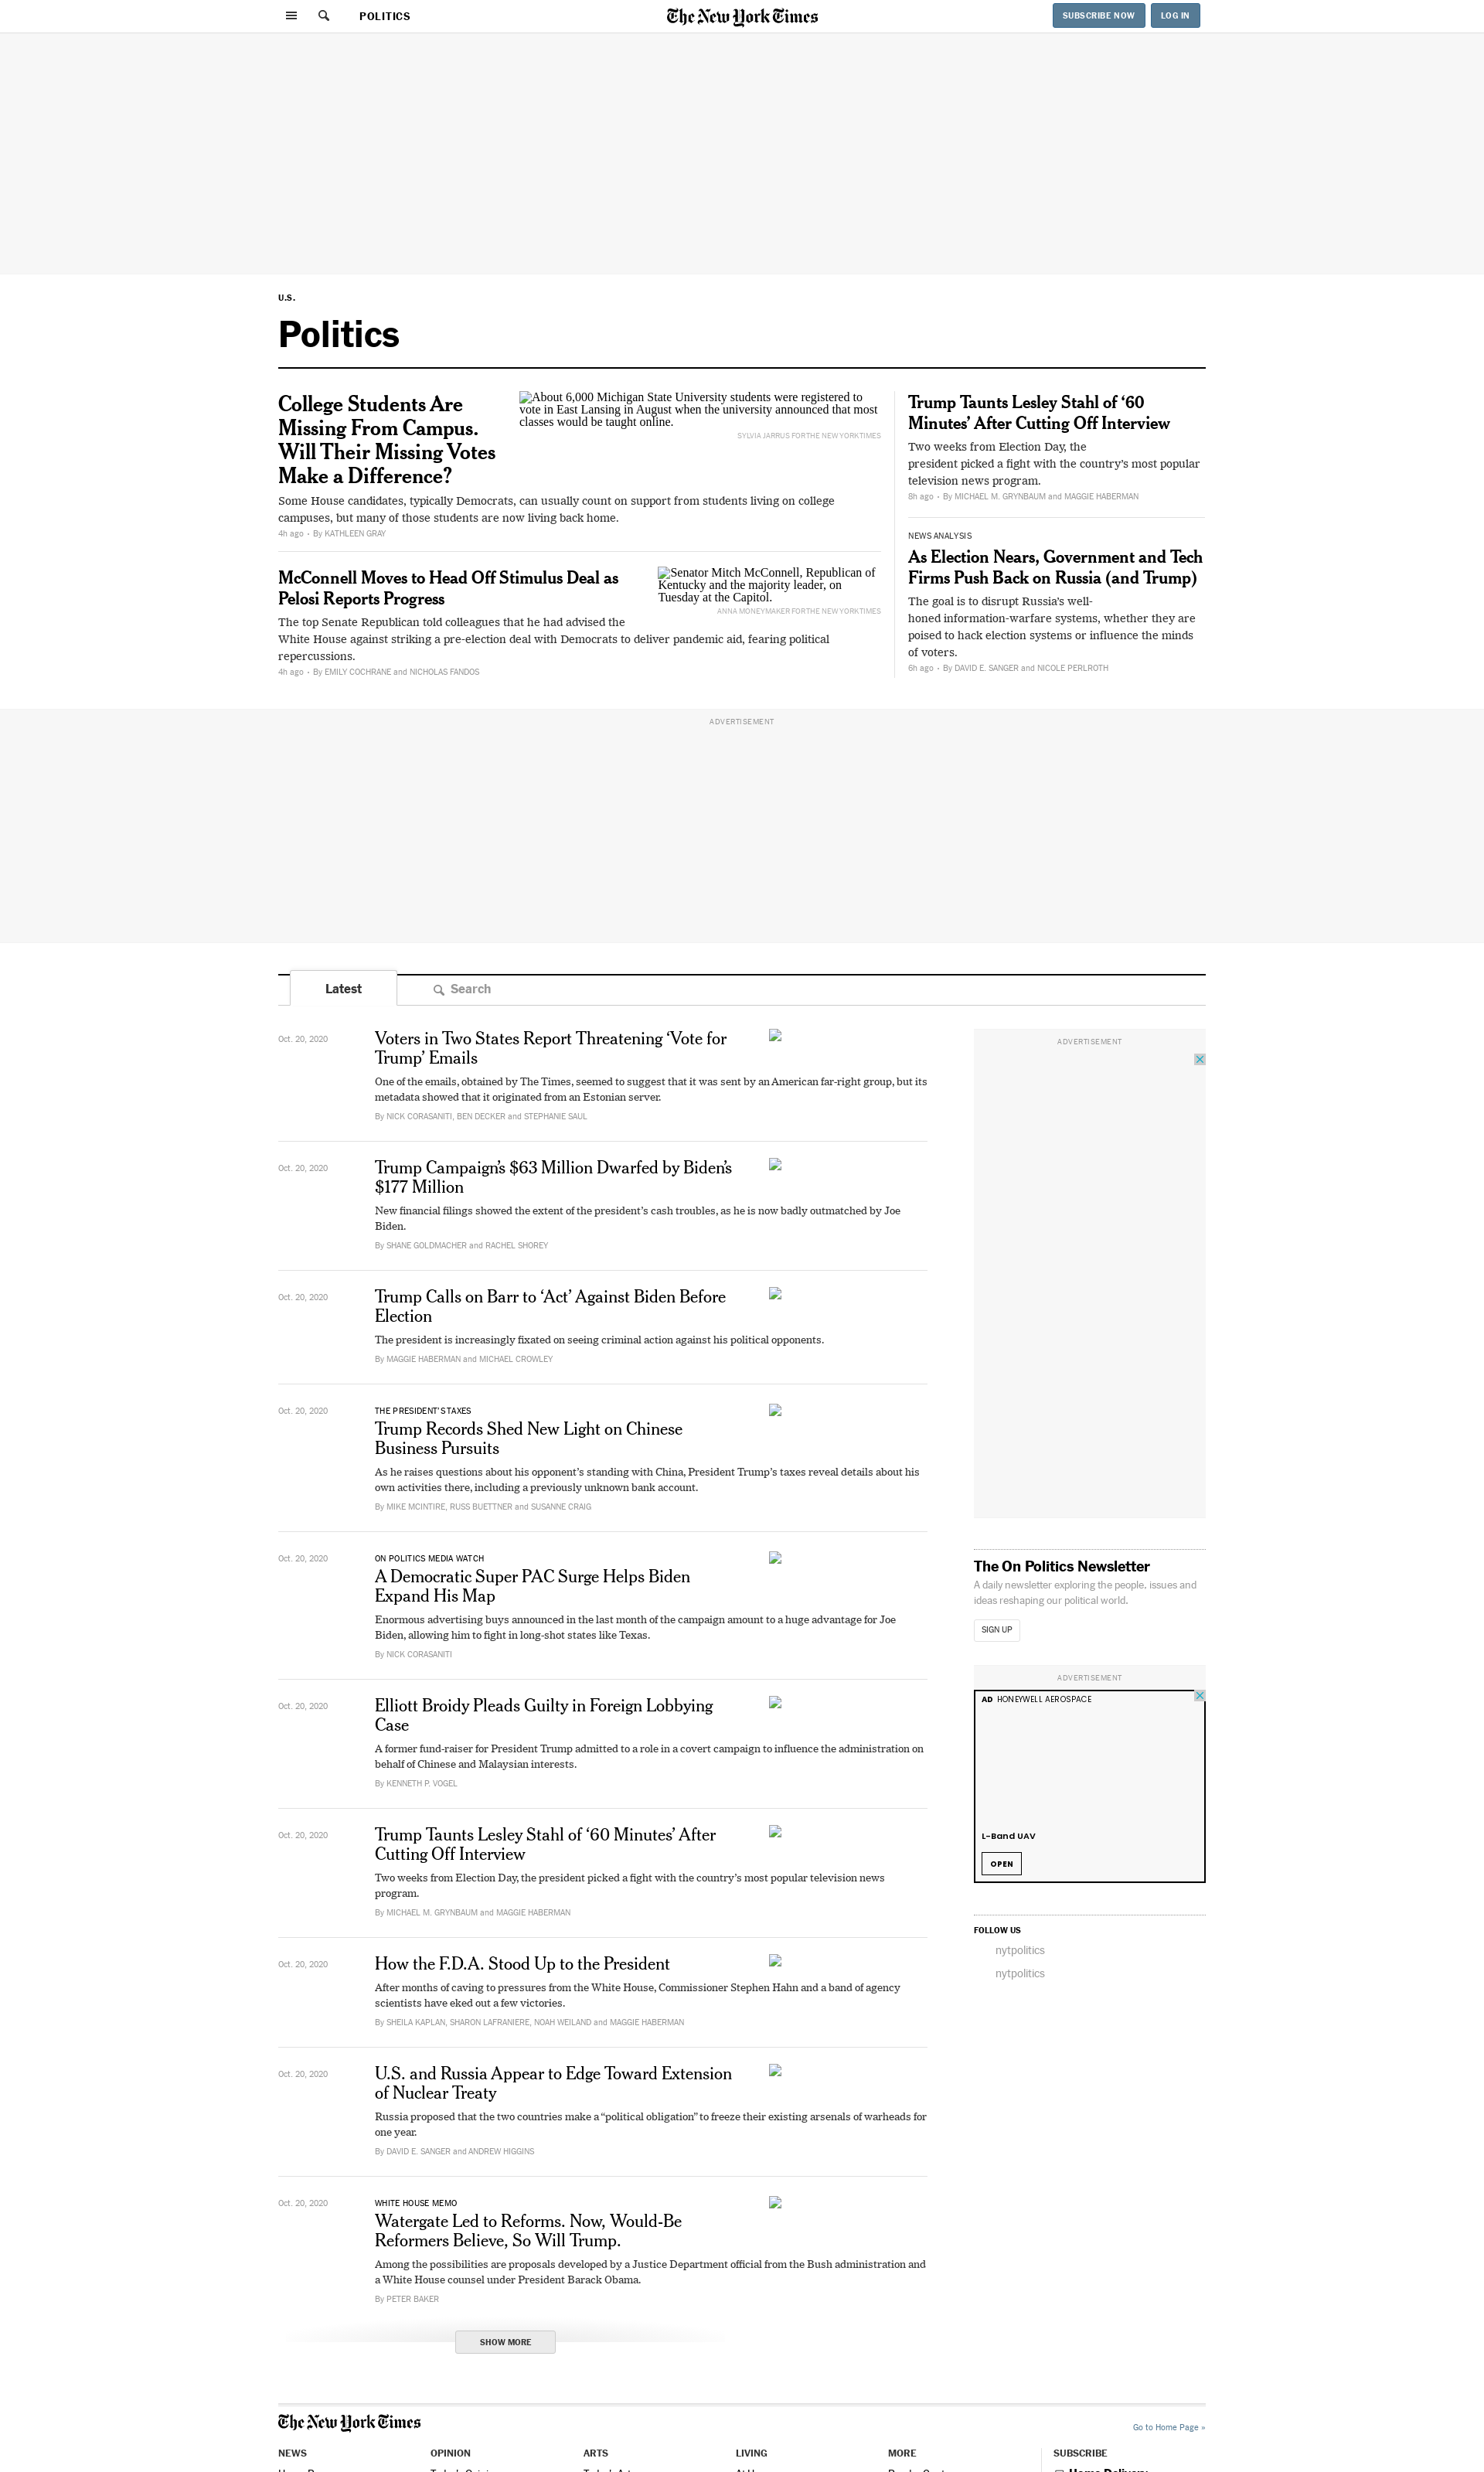 POLITICS
The New York Times
SUBSCRIBE NOW
LOG IN
U.S.
Politics
College Students Are
Missing From Campus.
Will Their Missing Votes
Make a Difference?
About 6,000 Michigan State University students were registered to
vote in East Lansing in August when the university announced that most
classes would be taught online.
SYLVIA JARRUS FOR THE NEW YORK TIMES
Some House candidates, typically Democrats, can usually count on support from students living on college
campuses, but many of those students are now living back home.
4h ago • By KATHLEEN GRAY
McConnell Moves to Head Off Stimulus Deal as
Pelosi Reports Progress
Senator Mitch McConnell, Republican of
Kentucky and the majority leader, on
Tuesday at the Capitol.
ANNA MONEYMAKER FOR THE NEW YORK TIMES
The top Senate Republican told colleagues that he had advised the
White House against striking a pre-election deal with Democrats to deliver pandemic aid, fearing political
repercussions.
4h ago • By EMILY COCHRANE and NICHOLAS FANDOS
Trump Taunts Lesley Stahl of ‘60
Minutes’ After Cutting Off Interview
Two weeks from Election Day, the
president picked a fight with the country’s most popular
television news program.
8h ago • By MICHAEL M. GRYNBAUM and MAGGIE HABERMAN
NEWS ANALYSIS
As Election Nears, Government and Tech
Firms Push Back on Russia (and Trump)
The goal is to disrupt Russia’s well-
honed information-warfare systems, whether they are
poised to hack election systems or influence the minds
of voters.
6h ago • By DAVID E. SANGER and NICOLE PERLROTH
ADVERTISEMENT
Latest
Search
Oct. 20, 2020
Voters in Two States Report Threatening ‘Vote for
Trump’ Emails
One of the emails, obtained by The Times, seemed to suggest that it was sent by an American far-right group, but its
metadata showed that it originated from an Estonian server.
By NICK CORASANITI, BEN DECKER and STEPHANIE SAUL
Oct. 20, 2020
Trump Campaign’s $63 Million Dwarfed by Biden’s
$177 Million
New financial filings showed the extent of the president’s cash troubles, as he is now badly outmatched by Joe
Biden.
By SHANE GOLDMACHER and RACHEL SHOREY
Oct. 20, 2020
Trump Calls on Barr to ‘Act’ Against Biden Before
Election
The president is increasingly fixated on seeing criminal action against his political opponents.
By MAGGIE HABERMAN and MICHAEL CROWLEY
Oct. 20, 2020
THE PRESIDENT’S TAXES
Trump Records Shed New Light on Chinese
Business Pursuits
As he raises questions about his opponent’s standing with China, President Trump’s taxes reveal details about his
own activities there, including a previously unknown bank account.
By MIKE MCINTIRE, RUSS BUETTNER and SUSANNE CRAIG
Oct. 20, 2020
ON POLITICS MEDIA WATCH
A Democratic Super PAC Surge Helps Biden
Expand His Map
Enormous advertising buys announced in the last month of the campaign amount to a huge advantage for Joe
Biden, allowing him to fight in long-shot states like Texas.
By NICK CORASANITI
Oct. 20, 2020
Elliott Broidy Pleads Guilty in Foreign Lobbying
Case
A former fund-raiser for President Trump admitted to a role in a covert campaign to influence the administration on
behalf of Chinese and Malaysian interests.
By KENNETH P. VOGEL
Oct. 20, 2020
Trump Taunts Lesley Stahl of ‘60 Minutes’ After
Cutting Off Interview
Two weeks from Election Day, the president picked a fight with the country’s most popular television news
program.
By MICHAEL M. GRYNBAUM and MAGGIE HABERMAN
Oct. 20, 2020
How the F.D.A. Stood Up to the President
After months of caving to pressures from the White House, Commissioner Stephen Hahn and a band of agency
scientists have eked out a few victories.
By SHEILA KAPLAN, SHARON LAFRANIERE, NOAH WEILAND and MAGGIE HABERMAN
Oct. 20, 2020
U.S. and Russia Appear to Edge Toward Extension
of Nuclear Treaty
Russia proposed that the two countries make a “political obligation” to freeze their existing arsenals of warheads for
one year.
By DAVID E. SANGER and ANDREW HIGGINS
Oct. 20, 2020
WHITE HOUSE MEMO
Watergate Led to Reforms. Now, Would-Be
Reformers Believe, So Will Trump.
Among the possibilities are proposals developed by a Justice Department official from the Bush administration and
a White House counsel under President Barack Obama.
By PETER BAKER
SHOW MORE
ADVERTISEMENT
The On Politics Newsletter
A daily newsletter exploring the people, issues and
ideas reshaping our political world.
SIGN UP
ADVERTISEMENT
AD HONEYWELL AEROSPACE
L-Band UAV
OPEN
FOLLOW US
nytpolitics
nytpolitics
The New York Times
Go to Home Page »
NEWS
OPINION
ARTS
LIVING
MORE
SUBSCRIBE